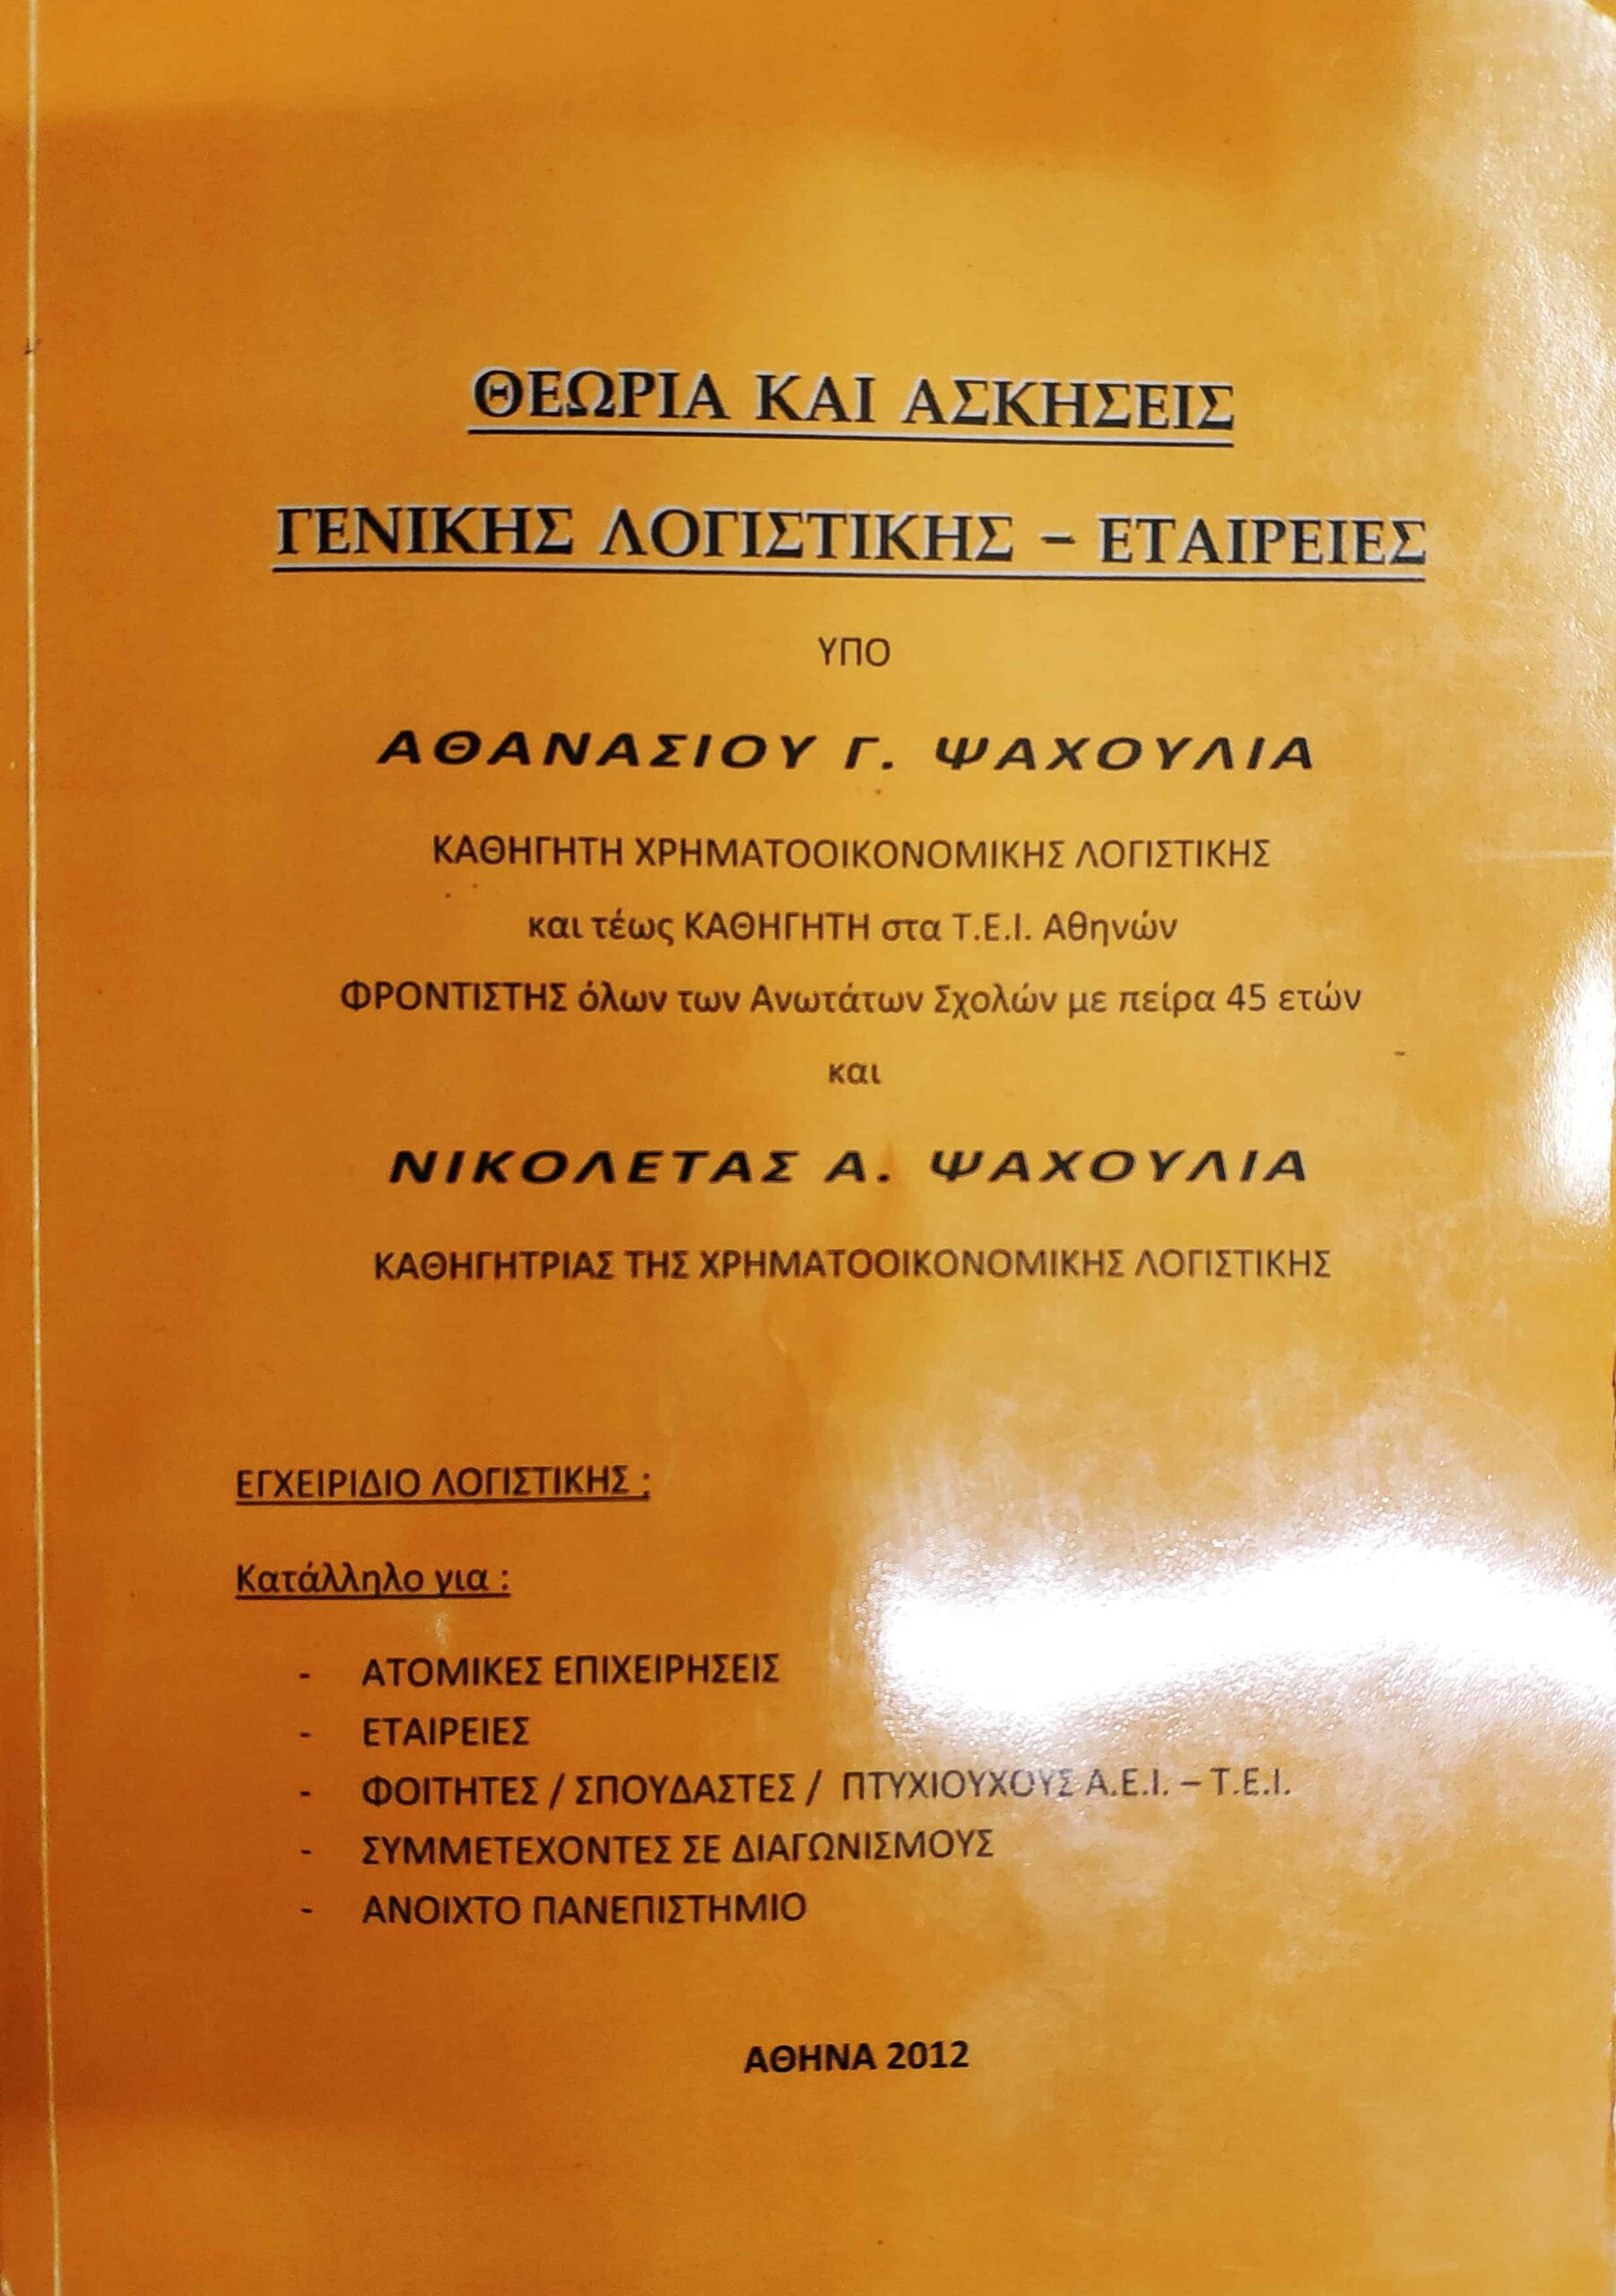 ΘΕΩΡΙΑ ΚΑΙ ΑΣΚΗΣΕΙΣ
ΓΕΝΙΚΗΣ ΛΟΓΙΣΤΙΚΗΣ – ΕΤΑΙΡΕΙΕΣ
ΥΠΟ
ΑΘΑΝΑΣΙΟΥ Γ. ΨΑΧΟΥΛΙΑ
ΚΑΘΗΓΗΤΗ ΧΡΗΜΑΤΟΟΙΚΟΝΟΜΙΚΗΣ ΛΟΓΙΣΤΙΚΗΣ
και τέως ΚΑΘΗΓΗΤΗ στα Τ.Ε.Ι. Αθηνών
ΦΡΟΝΤΙΣΤΗΣ όλων των Ανωτάτων Σχολών με πείρα 45 ετών
και
ΝΙΚΟΛΕΤΑΣ Α. ΨΑΧΟΥΛΙΑ
ΚΑΘΗΓΗΤΡΙΑΣ ΤΗΣ ΧΡΗΜΑΤΟΟΙΚΟΝΟΜΙΚΗΣ ΛΟΓΙΣΤΙΚΗΣ
ΕΓΧΕΙΡΙΔΙΟ ΛΟΓΙΣΤΙΚΗΣ ;
Κατάλληλο για :
- ΑΤΟΜΙΚΕΣ ΕΠΙΧΕΙΡΗΣΕΙΣ
- ΕΤΑΙΡΕΙΕΣ
- ΦΟΙΤΗΤΕΣ / ΣΠΟΥΔΑΣΤΕΣ / ΠΤΥΧΙΟΥΧΟΥΣ Α.Ε.Ι. – Τ.Ε.Ι.
- ΣΥΜΜΕΤΕΧΟΝΤΕΣ ΣΕ ΔΙΑΓΩΝΙΣΜΟΥΣ
- ΑΝΟΙΧΤΟ ΠΑΝΕΠΙΣΤΗΜΙΟ
ΑΘΗΝΑ 2012